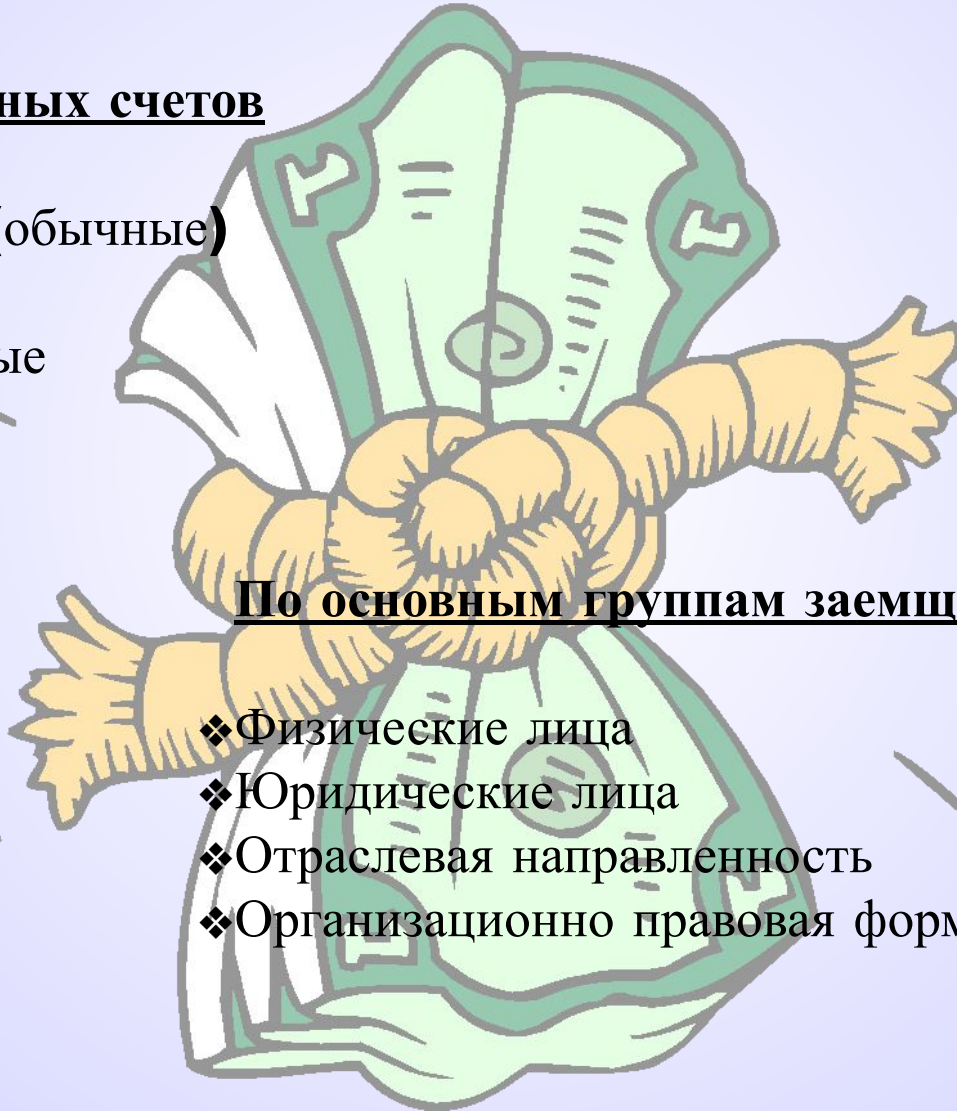 ных счетов
(обычные)
ые
По основным группам заемщ
❖Физические лица
❖Юридические лица
❖Отраслевая направленность
❖Организационно правовая форм